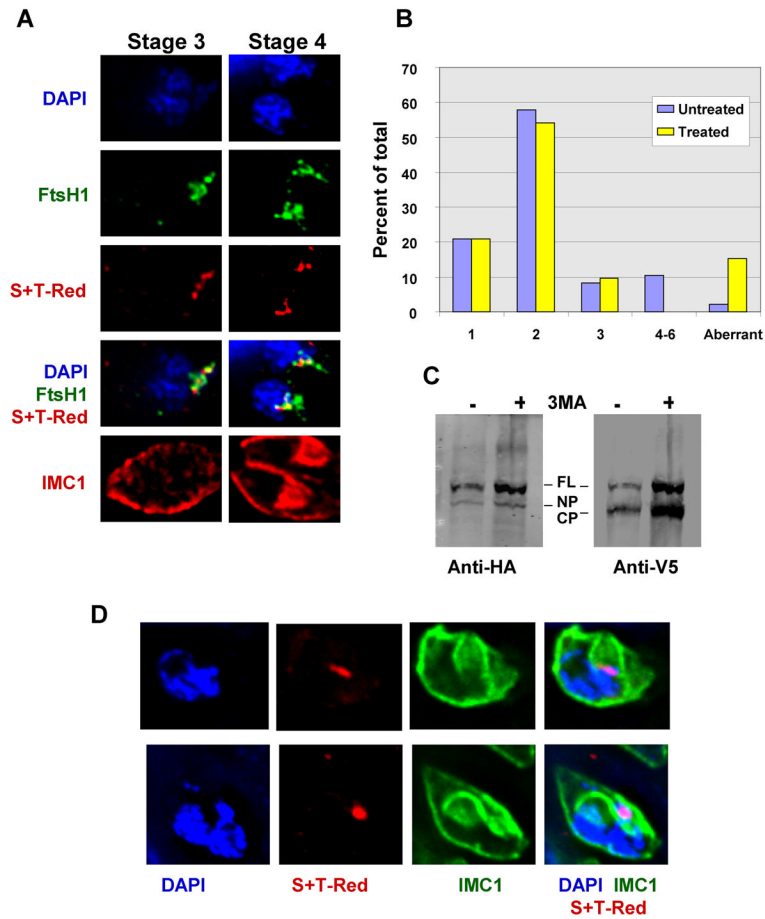 A
Stage 3 Stage 4
DAPI
FtsH1
S+T-Red
DAPI
FtsH1
S+T-Red
IMC1
B
Percent of total
70
60
50
40
30
20
10
0
Untreated
Treated
1 2 3 4-6 Aberrant
C
- + 3MA - +
FL
NP
CP
Anti-HA Anti-V5
D
DAPI S+T-Red IMC1 DAPI IMC1
S+T-Red